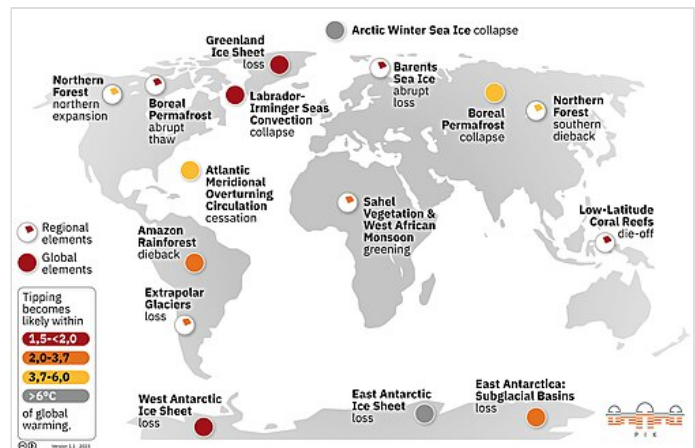 Arctic Winter Sea Ice collapse
Greenland
Ice Sheet
loss
Barents
Sea Ice
abrupt
loss
Northern
Forest
northern
expansion
Boreal
Permafrost
abrupt
thaw
Labrador-
Irminger Seas
Convection
collapse
Boreal
Permafrost
collapse
Northern
Forest
southern
dieback
Atlantic
Meridional
Overturning
Circulation
cessation
Sahel
Vegetation &
West African
Monsoon
greening
Low-Latitude
Coral Reefs
die-off
Regional
elements
Global
elements
Amazon
Rainforest
dieback
Extrapolar
Glaciers
loss
Tipping
becomes
likely within
1,5-<2,0
2,0-3,7
3,7-6,0
>6°C
of global
warming.
West Antarctic
Ice Sheet
loss
East Antarctic
Ice Sheet
loss
East Antarctica:
Subglacial Basins
loss
P I K